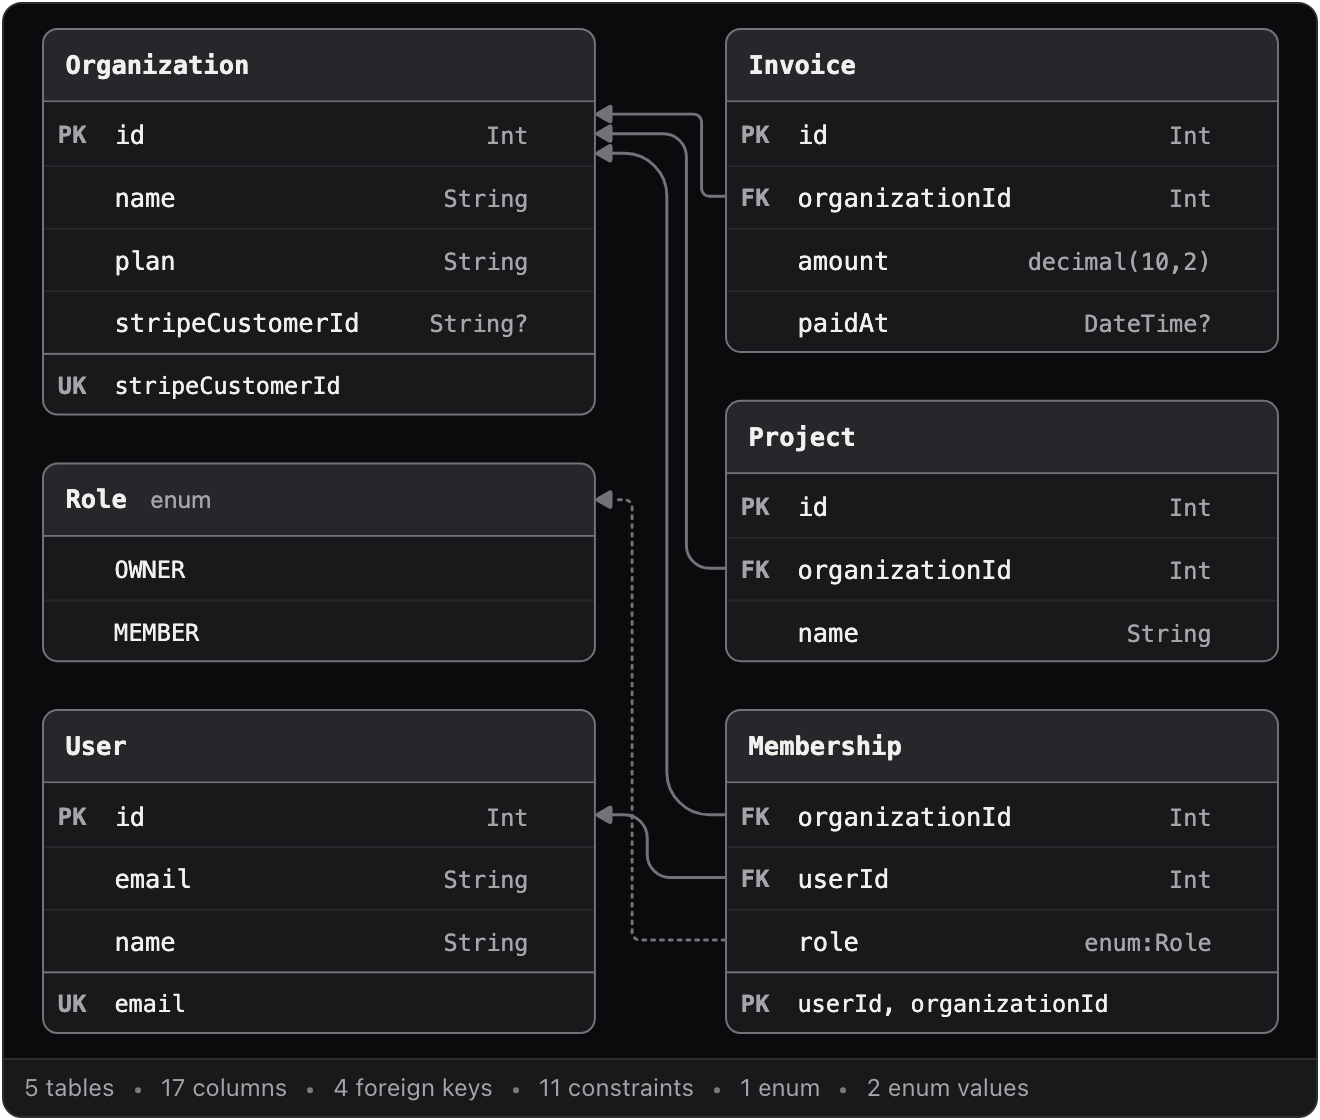 Organization
PK id Int
name String
plan String
stripeCustomerId String?
UK stripeCustomerId
Role enum
OWNER
MEMBER
User
PK id Int
email String
name String
UK email
Invoice
PK id Int
FK organizationId Int
amount decimal(10,2)
paidAt DateTime?
Project
PK id Int
FK organizationId Int
name String
Membership
FK organizationId Int
FK userId Int
role enum:Role
PK userId, organizationId
5 tables • 17 columns • 4 foreign keys • 11 constraints • 1 enum • 2 enum values